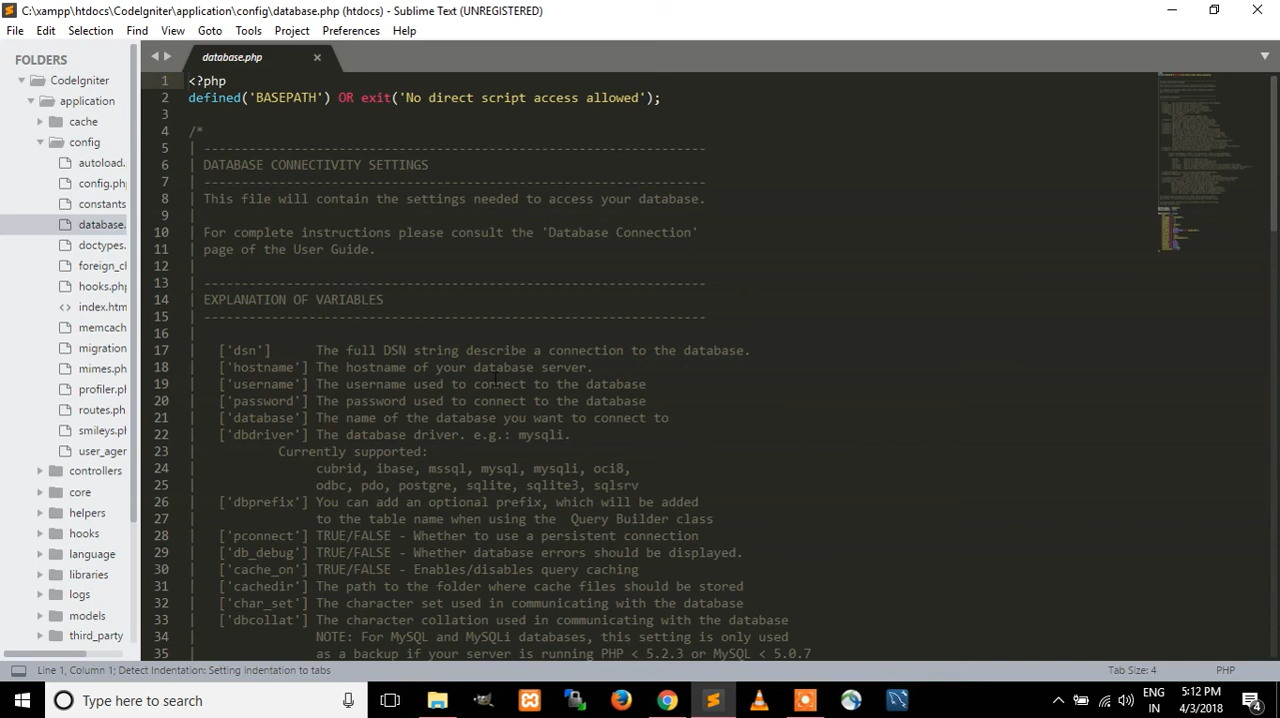 C:\xampp\htdocs\CodeIgniter\application\config\database.php (htdocs) - Sublime Text (UNREGISTERED)
File Edit Selection Find View Goto Tools Project Preferences Help
FOLDERS
CodeIgniter
application
cache
config
autoload.
config.ph
constants
database.
doctypes.
foreign_cl
hooks.ph
index.htm
memcach
migration
mimes.ph
profiler.ph
routes.ph
smileys.ph
user_agen
controllers
core
helpers
hooks
language
libraries
logs
models
third_party
database.php
1 <?php
2 defined('BASEPATH') OR exit('No direct script access allowed');
3
4 /*
5 | -------------------------------------------------------------------
6 | DATABASE CONNECTIVITY SETTINGS
7 | -------------------------------------------------------------------
8 | This file will contain the settings needed to access your database.
9 |
10 | For complete instructions please consult the 'Database Connection'
11 | page of the User Guide.
12 |
13 | -------------------------------------------------------------------
14 | EXPLANATION OF VARIABLES
15 | -------------------------------------------------------------------
16 |
17 | ['dsn'] The full DSN string describe a connection to the database.
18 | ['hostname'] The hostname of your database server.
19 | ['username'] The username used to connect to the database
20 | ['password'] The password used to connect to the database
21 | ['database'] The name of the database you want to connect to
22 | ['dbdriver'] The database driver. e.g.: mysqli.
23 | Currently supported:
24 | cubrid, ibase, mssql, mysql, mysqli, oci8,
25 | odbc, pdo, postgre, sqlite, sqlite3, sqlsrv
26 | ['dbprefix'] You can add an optional prefix, which will be added
27 | to the table name when using the Query Builder class
28 | ['pconnect'] TRUE/FALSE - Whether to use a persistent connection
29 | ['db_debug'] TRUE/FALSE - Whether database errors should be displayed.
30 | ['cache_on'] TRUE/FALSE - Enables/disables query caching
31 | ['cachedir'] The path to the folder where cache files should be stored
32 | ['char_set'] The character set used in communicating with the database
33 | ['dbcollat'] The character collation used in communicating with the database
34 | NOTE: For MySQL and MySQLi databases, this setting is only used
35 | as a backup if your server is running PHP < 5.2.3 or MySQL < 5.0.7
Line 1, Column 1; Detect Indentation: Setting indentation to tabs Tab Size: 4 PHP
Type here to search
ENG
IN
5:12 PM
4/3/2018
4